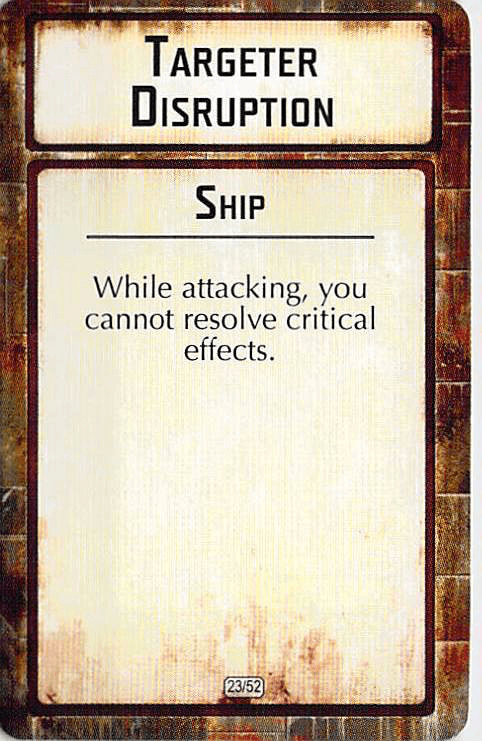 TARGETER
DISRUPTION
SHIP
While attacking, you
cannot resolve critical
effects.
23/52